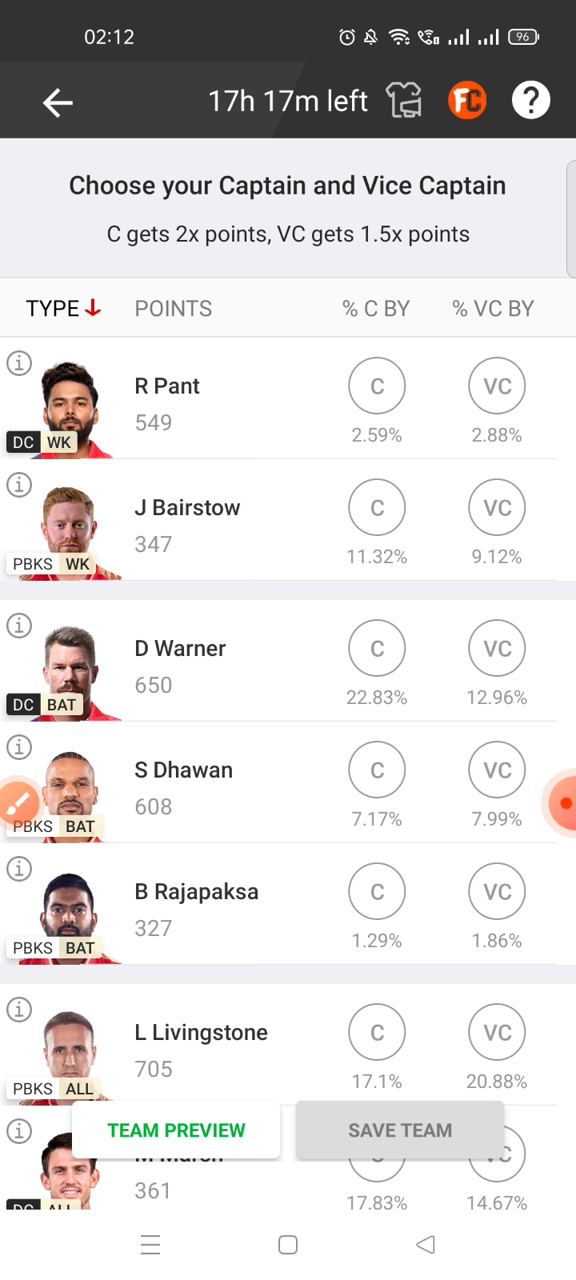 02:12
96
17h 17m left
FC
?
Choose your Captain and Vice Captain
C gets 2x points, VC gets 1.5x points
TYPE POINTS % C BY % VC BY
R Pant
549
C
VC
2.59%
2.88%
DC WK
J Bairstow
347
C
VC
11.32%
9.12%
PBKS WK
D Warner
650
C
VC
22.83%
12.96%
DC BAT
S Dhawan
608
C
VC
7.17%
7.99%
PBKS BAT
B Rajapaksa
327
C
VC
1.29%
1.86%
PBKS BAT
L Livingstone
705
C
VC
17.1%
20.88%
PBKS ALL
TEAM PREVIEW
SAVE TEAM
361
17.83%
14.67%
DC ALL